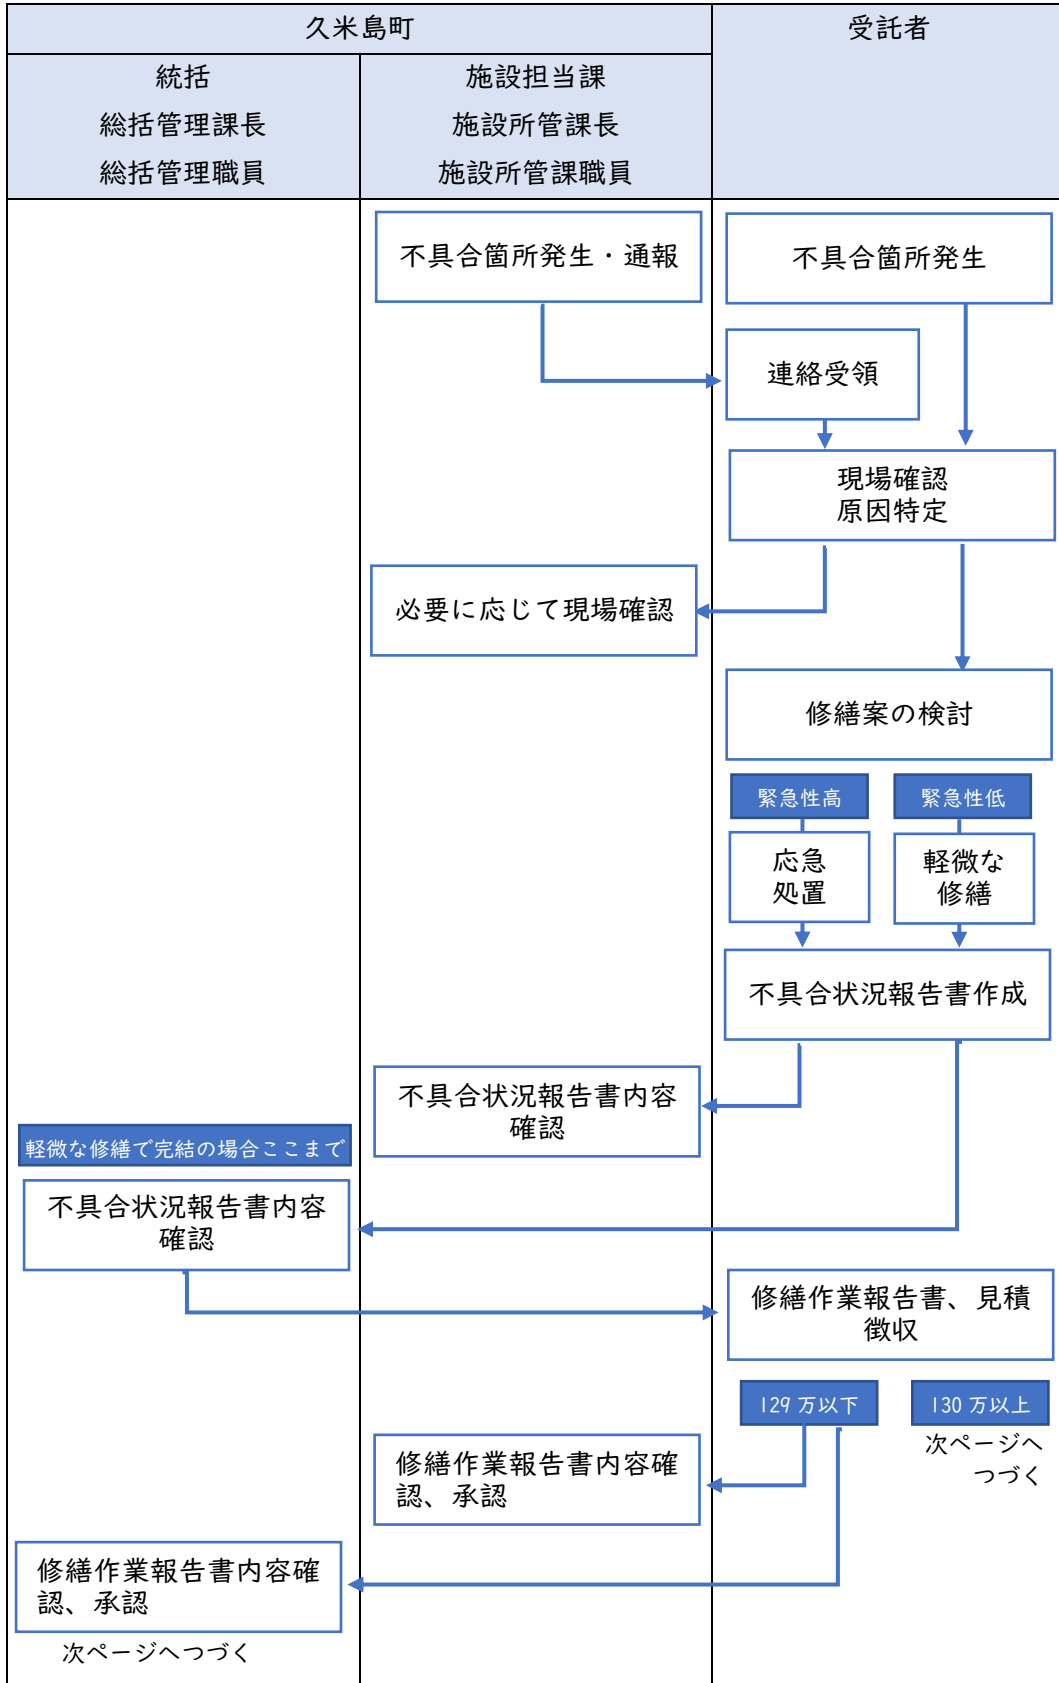 久米島町
受託者
統括
総括管理課長
総括管理職員
施設担当課
施設所管課長
施設所管課職員
不具合箇所発生・通報
不具合箇所発生
連絡受領
現場確認
原因特定
必要に応じて現場確認
修繕案の検討
緊急性高
緊急性低
応急
処置
軽微な
修繕
不具合状況報告書作成
不具合状況報告書内容
確認
軽微な修繕で完結の場合ここまで
不具合状況報告書内容
確認
修繕作業報告書、見積
徴収
129 万以下
130 万以上
次ページへ
つづく
修繕作業報告書内容確
認、承認
修繕作業報告書内容確
認、承認
次ページへつづく